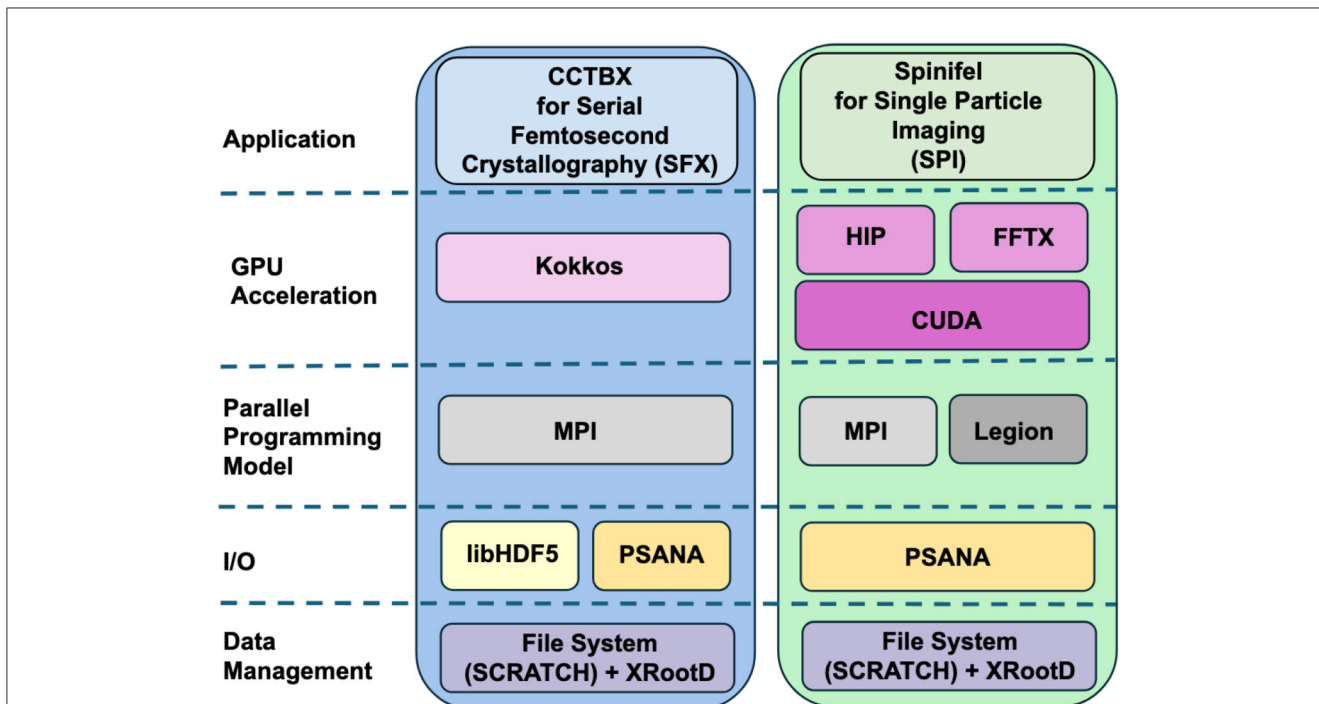 CCTBX
for Serial
Femtosecond
Crystallography (SFX)
Spinifel
for Single Particle
Imaging
(SPI)
Application
GPU
Acceleration
Kokkos
HIP
FFTX
CUDA
Parallel
Programming
Model
MPI
MPI
Legion
I/O
libHDF5
PSANA
PSANA
Data
Management
File System
(SCRATCH) + XRootD
File System
(SCRATCH) + XRootD